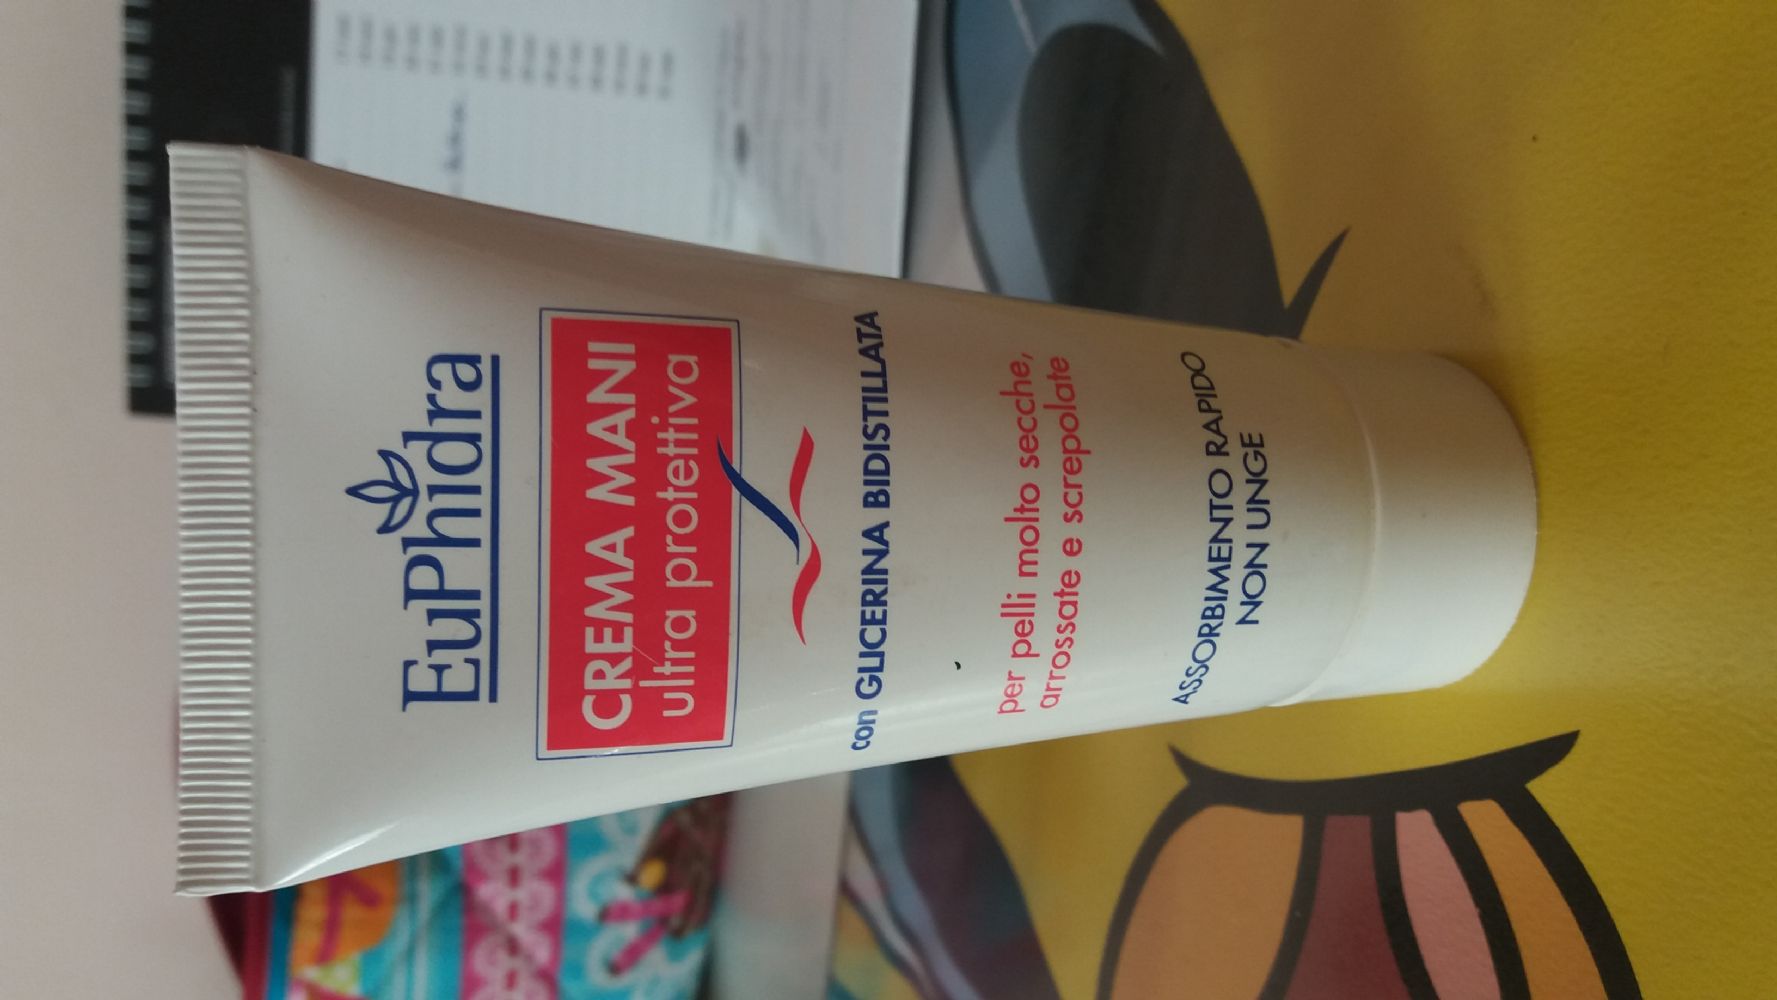 EuPhidra
CREMA MANI
ultra protettiva
con GLICERINA BIDISTILLATA
per pelli molto secche,
arrossate e screpolate
ASSORBIMENTO RAPIDO
NON UNGE